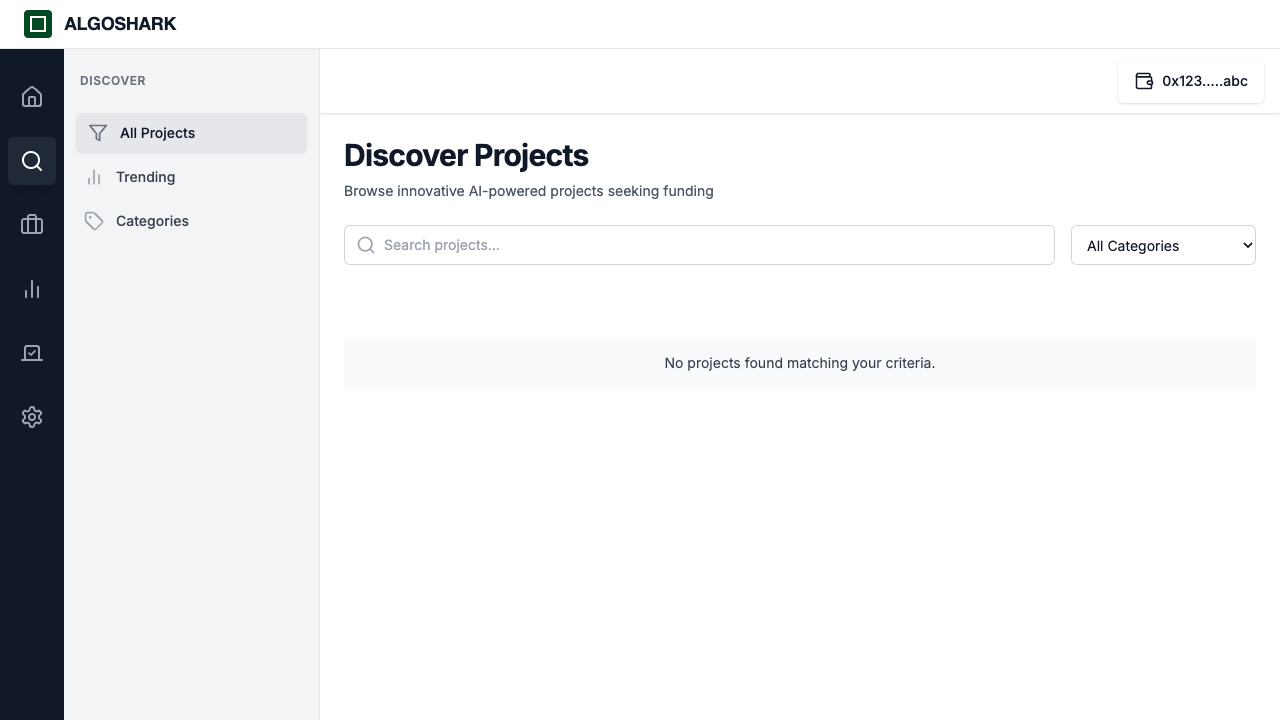 ALGOSHARK
DISCOVER
All Projects
Trending
Categories
0x123.....abc
Discover Projects
Browse innovative AI-powered projects seeking funding
Search projects...
All Categories
No projects found matching your criteria.